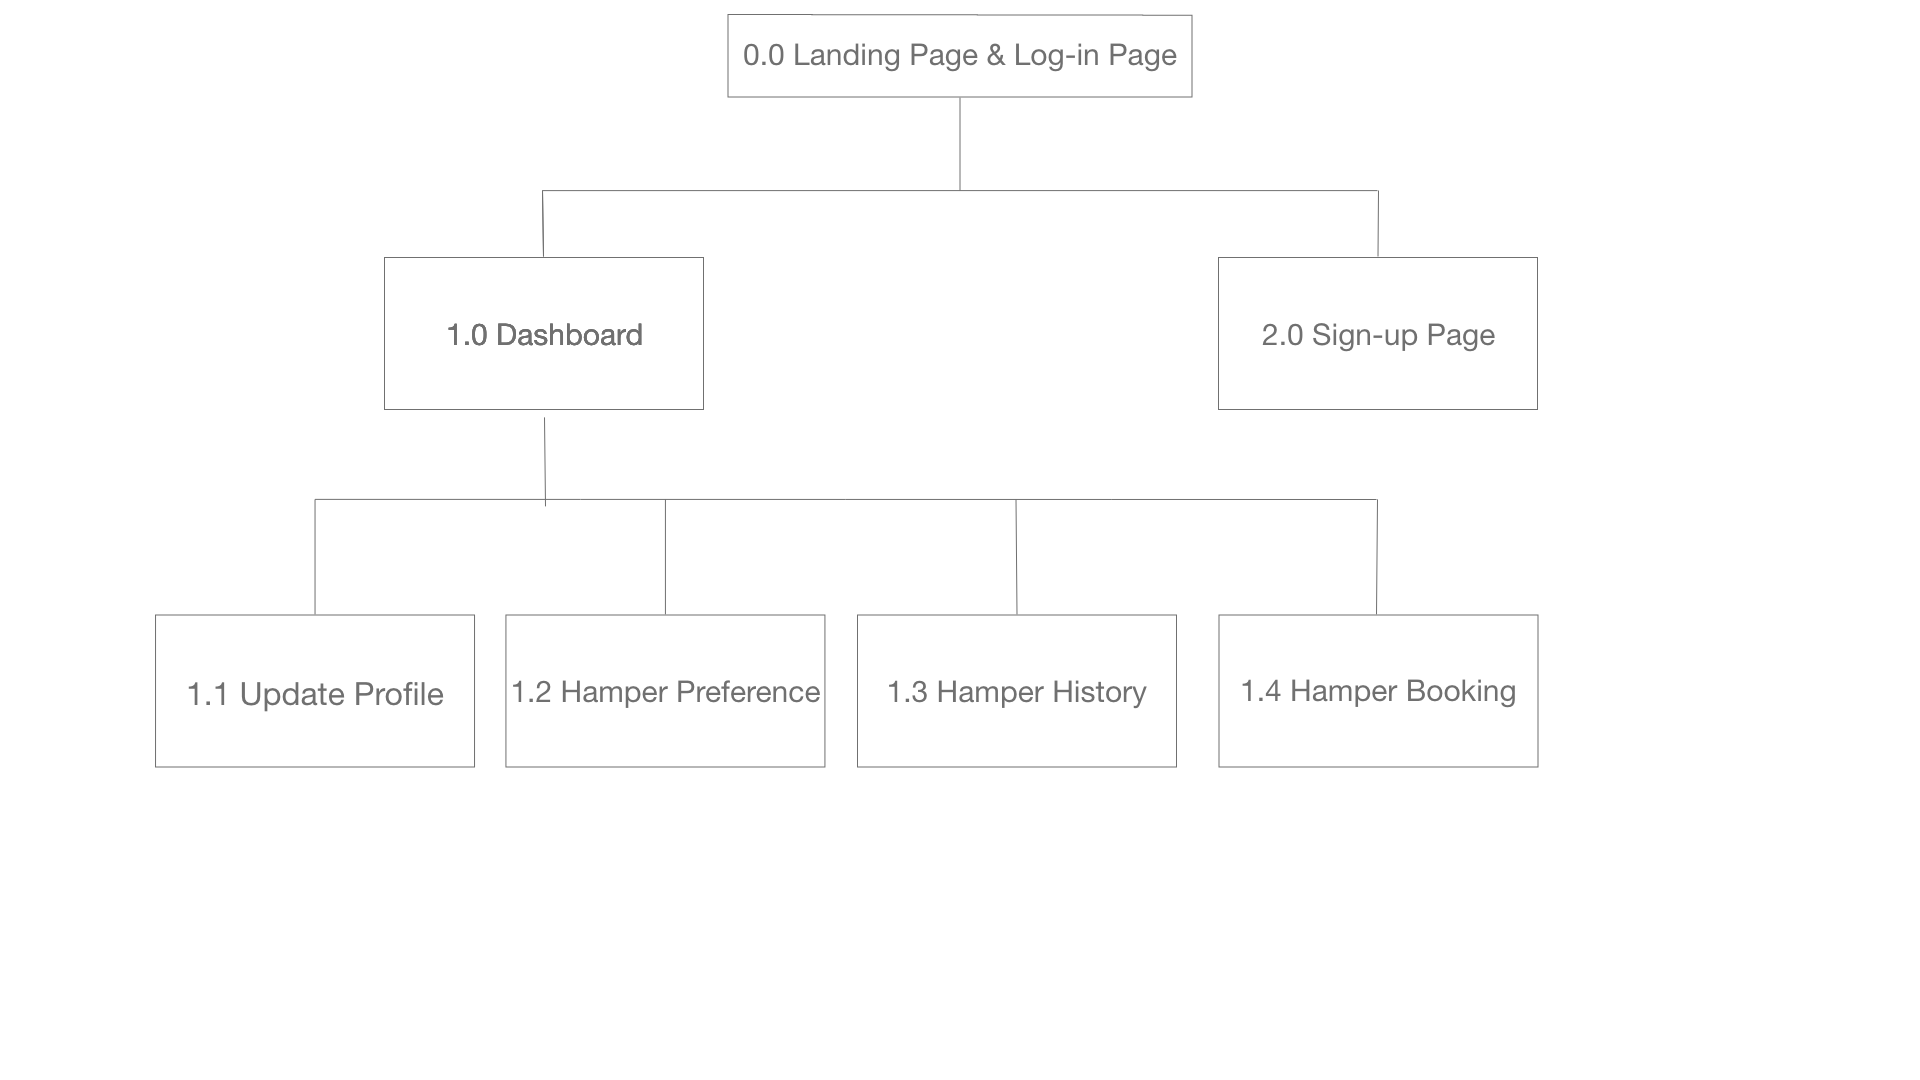 0.0 Landing Page & Log-in Page
1.0 Dashboard
2.0 Sign-up Page
1.1 Update Profile
1.2 Hamper Preference
1.3 Hamper History
1.4 Hamper Booking